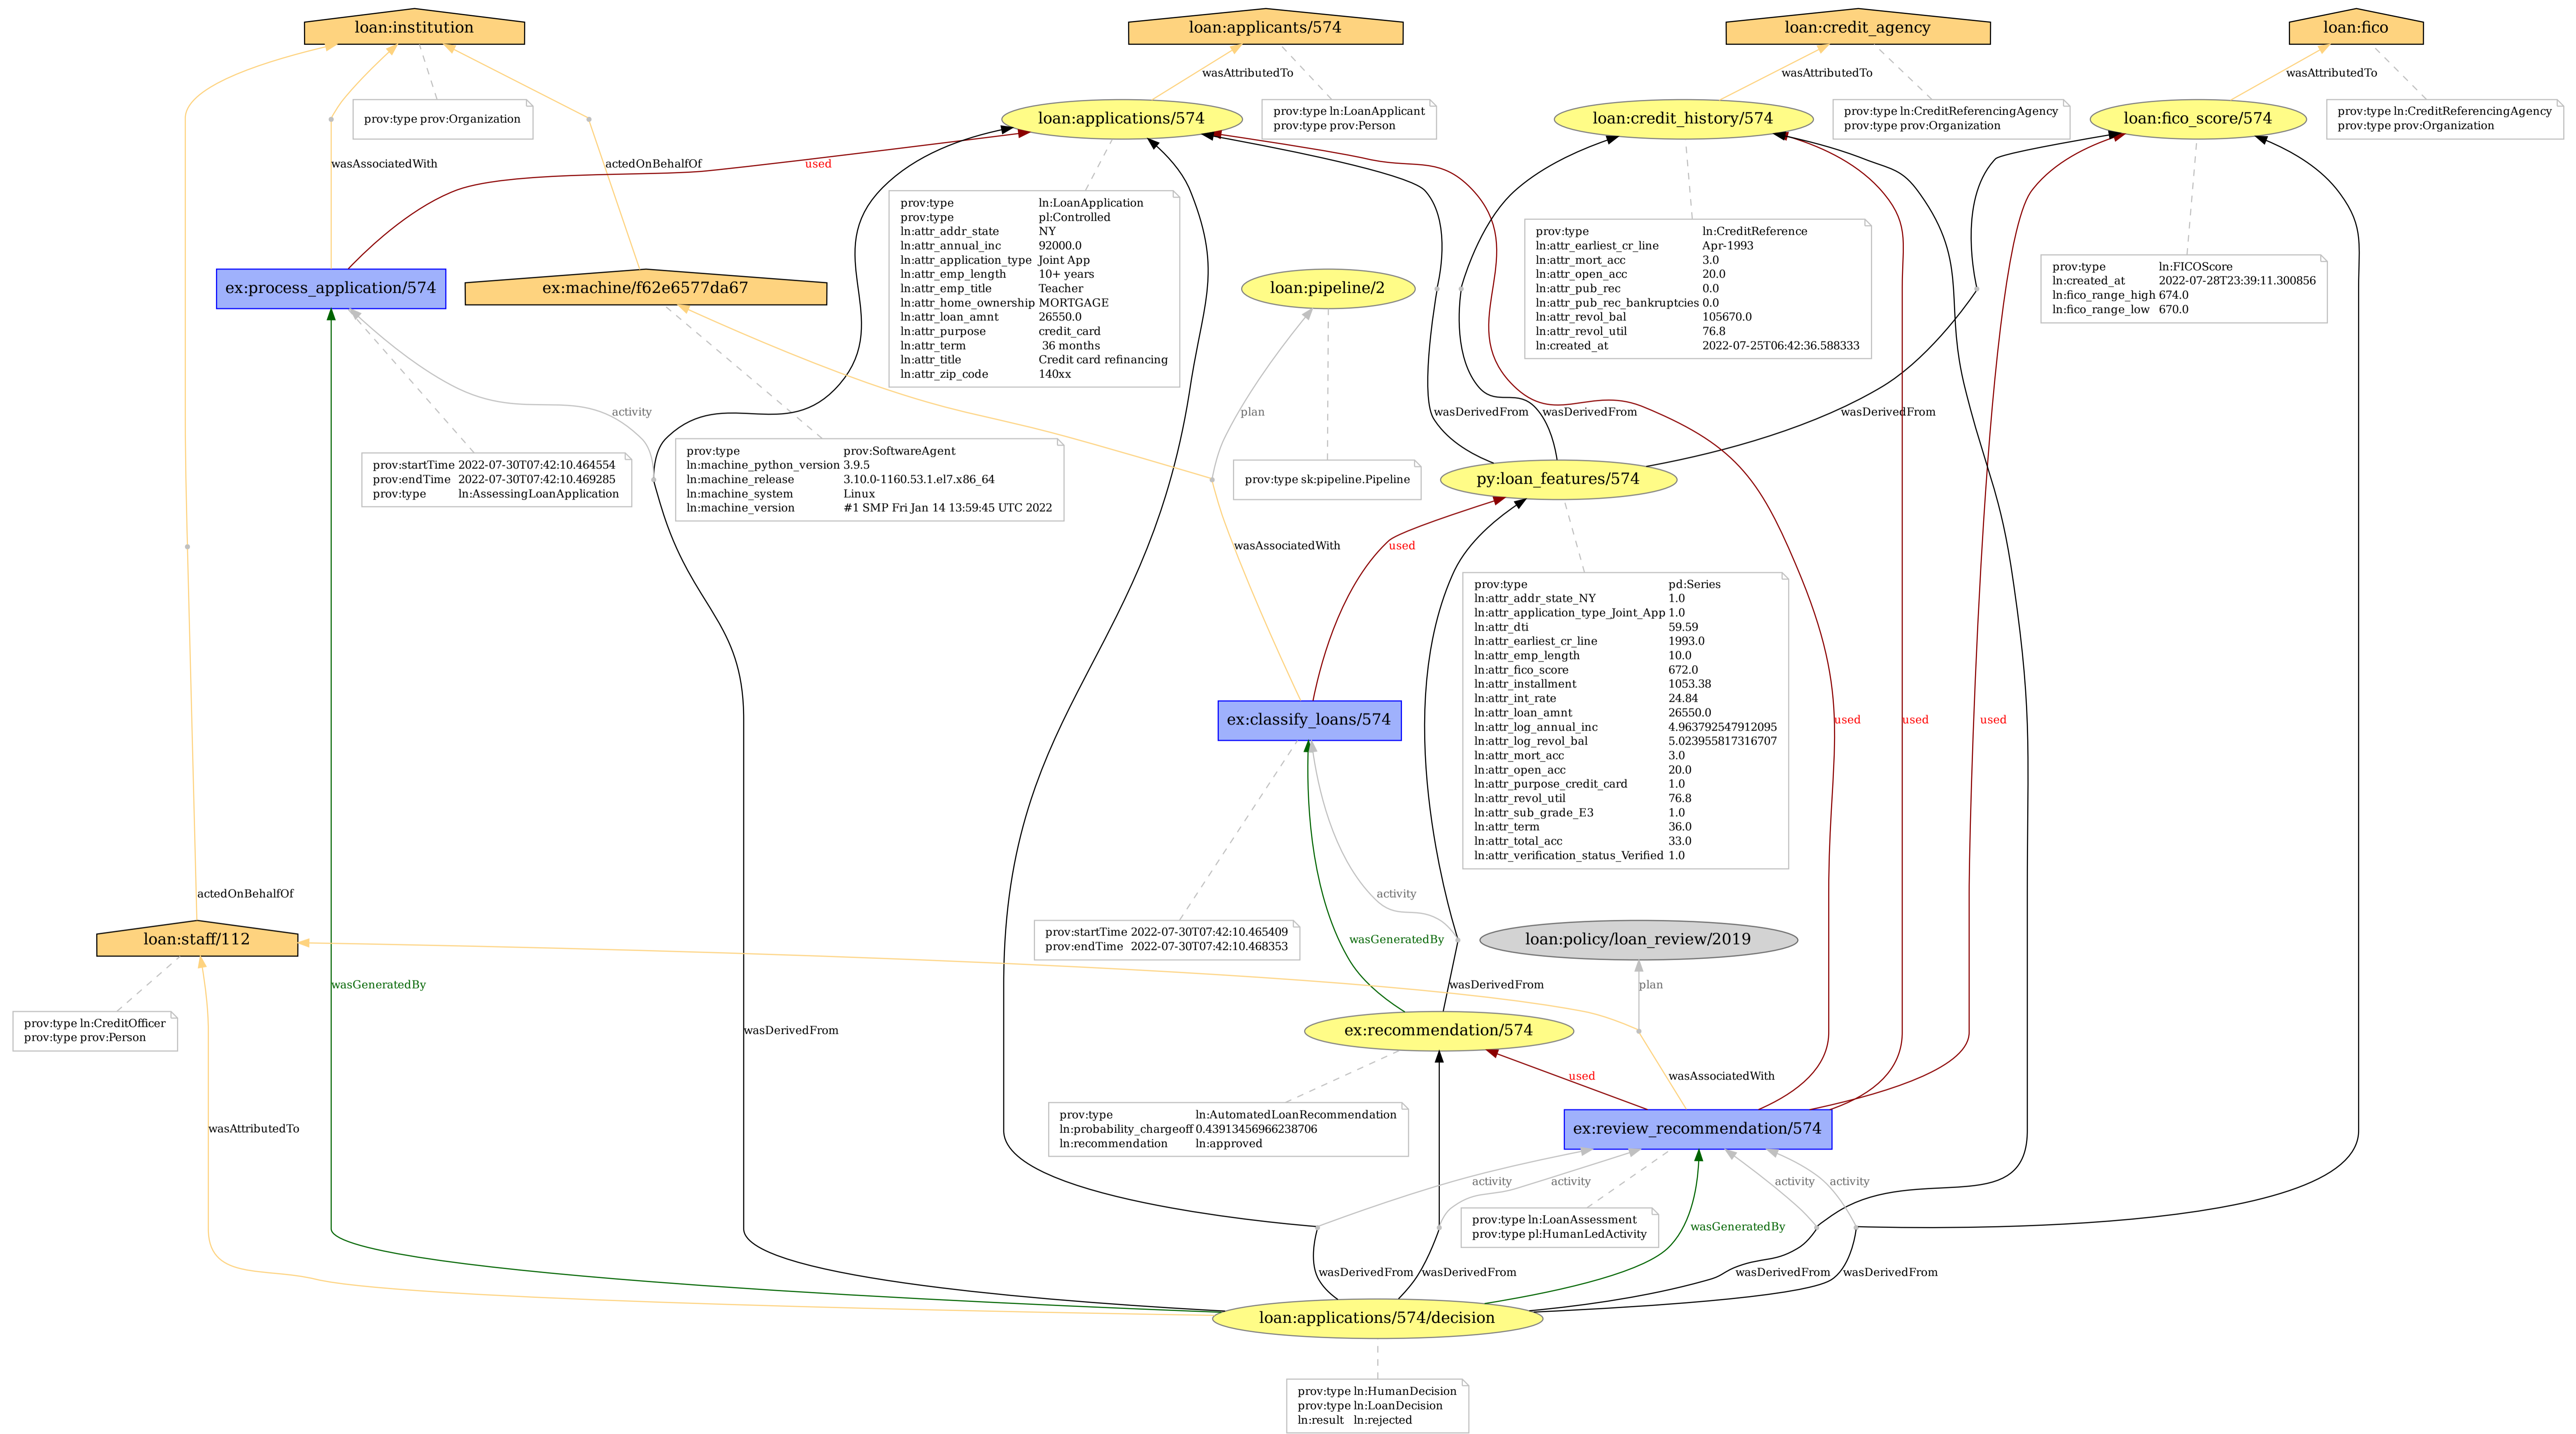 loan:institution
loan:applicants/574
loan:credit_agency
loan:fico
wasAttributedTo
wasAttributedTo
wasAttributedTo
prov:type prov:Organization
loan:applications/574
prov:type ln:LoanApplicant
prov:type prov:Person
loan:credit_history/574
prov:type ln:CreditReferencingAgency
prov:type prov:Organization
loan:fico_score/574
prov:type ln:CreditReferencingAgency
prov:type prov:Organization
wasAssociatedWith
actedOnBehalfOf
used
ex:process_application/574
ex:machine/f62e6577da67
prov:type ln:LoanApplication
prov:type pl:Controlled
ln:attr_addr_state NY
ln:attr_annual_inc 92000.0
ln:attr_application_type Joint App
ln:attr_emp_length 10+ years
ln:attr_emp_title Teacher
ln:attr_home_ownership MORTGAGE
ln:attr_loan_amnt 26550.0
ln:attr_purpose credit_card
ln:attr_term 36 months
ln:attr_title Credit card refinancing
ln:attr_zip_code 140xx
loan:pipeline/2
prov:type ln:CreditReference
ln:attr_earliest_cr_line Apr-1993
ln:attr_mort_acc 3.0
ln:attr_open_acc 20.0
ln:attr_pub_rec 0.0
ln:attr_pub_rec_bankruptcies 0.0
ln:attr_revol_bal 105670.0
ln:attr_revol_util 76.8
ln:created_at 2022-07-25T06:42:36.588333
prov:type ln:FICOScore
ln:created_at 2022-07-28T23:39:11.300856
ln:fico_range_high 674.0
ln:fico_range_low 670.0
activity
plan
wasDerivedFrom
wasDerivedFrom
wasDerivedFrom
prov:startTime 2022-07-30T07:42:10.464554
prov:endTime 2022-07-30T07:42:10.469285
prov:type ln:AssessingLoanApplication
prov:type prov:SoftwareAgent
ln:machine_python_version 3.9.5
ln:machine_release 3.10.0-1160.53.1.el7.x86_64
ln:machine_system Linux
ln:machine_version #1 SMP Fri Jan 14 13:59:45 UTC 2022
prov:type sk:pipeline.Pipeline
py:loan_features/574
wasAssociatedWith
used
prov:type pd:Series
ln:attr_addr_state_NY 1.0
ln:attr_application_type_Joint_App 1.0
ln:attr_dti 59.59
ln:attr_earliest_cr_line 1993.0
ln:attr_emp_length 10.0
ln:attr_fico_score 672.0
ln:attr_installment 1053.38
ln:attr_int_rate 24.84
ln:attr_loan_amnt 26550.0
ln:attr_log_annual_inc 4.963792547912095
ln:attr_log_revol_bal 5.023955817316707
ln:attr_mort_acc 3.0
ln:attr_open_acc 20.0
ln:attr_purpose_credit_card 1.0
ln:attr_revol_util 76.8
ln:attr_sub_grade_E3 1.0
ln:attr_term 36.0
ln:attr_total_acc 33.0
ln:attr_verification_status_Verified 1.0
ex:classify_loans/574
used
used
used
actedOnBehalfOf
activity
loan:staff/112
prov:startTime 2022-07-30T07:42:10.465409
prov:endTime 2022-07-30T07:42:10.468353
wasGeneratedBy
loan:policy/loan_review/2019
wasGeneratedBy
wasDerivedFrom
plan
prov:type ln:CreditOfficer
prov:type prov:Person
wasDerivedFrom
ex:recommendation/574
used
wasAssociatedWith
wasAttributedTo
prov:type ln:AutomatedLoanRecommendation
ln:probability_chargeoff 0.43913456966238706
ln:recommendation ln:approved
ex:review_recommendation/574
activity
activity
activity
activity
prov:type ln:LoanAssessment
prov:type pl:HumanLedActivity
wasGeneratedBy
wasDerivedFrom
wasDerivedFrom
wasDerivedFrom
wasDerivedFrom
loan:applications/574/decision
prov:type ln:HumanDecision
prov:type ln:LoanDecision
ln:result ln:rejected